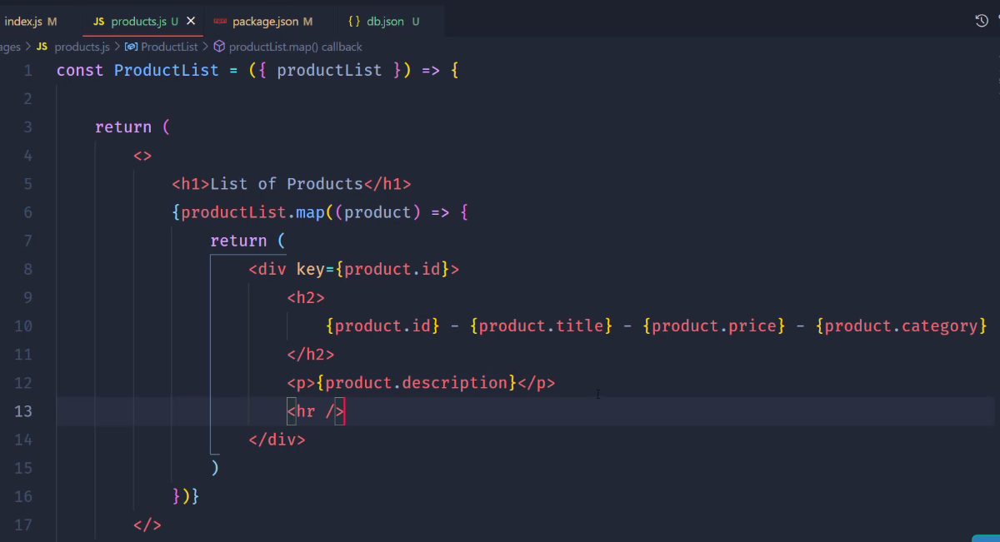 index.js M JS products.js U × package.json M {} db.json U
ages > JS products.js > ProductList > productList.map() callback
1 const ProductList = ({ productList }) => {
2
3 return (
4 <>
5 <h1>List of Products</h1>
6 {productList.map((product) => {
7 return (
8 <div key={product.id}>
9 <h2>
10 {product.id} - {product.title} - {product.price} - {product.category}
11 </h2>
12 <p>{product.description}</p>
13 <hr />
14 </div>
15 )
16 })}
17 </>